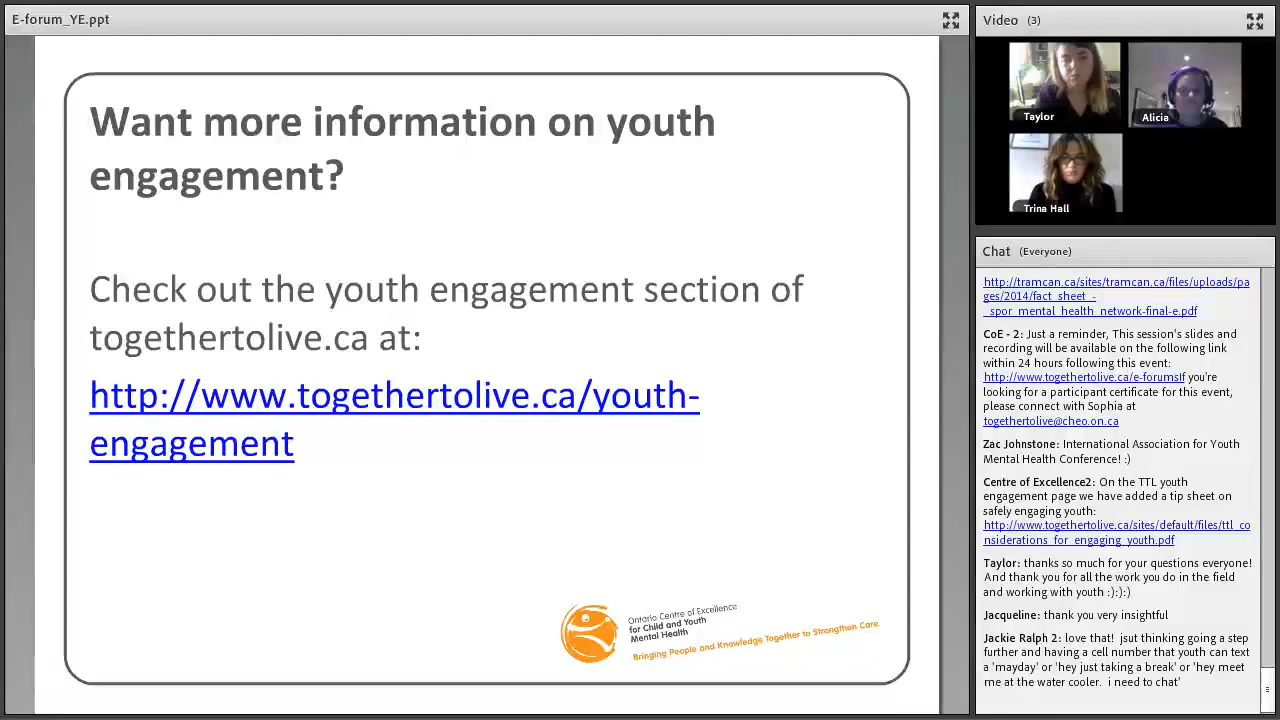 E-forum_YE.ppt
Want more information on youth
engagement?
Check out the youth engagement section of
togethertolive.ca at:
http://www.togethertolive.ca/youth-
engagement
Ontario Centre of Excellence
for Child and Youth
Mental Health
Bringing People and Knowledge Together to Strengthen Care.
Video (3)
Taylor
Alicia
Trina Hall
Chat (Everyone)
http://tramcan.ca/sites/tramcan.ca/files/uploads/pa
ges/2014/fact_sheet_-
_spor_mental_health_network-final-e.pdf
CoE - 2: Just a reminder, This session's slides and
recording will be available on the following link
within 24 hours following this event:
http://www.togethertolive.ca/e-forumsIf you're
looking for a participant certificate for this event,
please connect with Sophia at
togethertolive@cheo.on.ca
Zac Johnstone: International Association for Youth
Mental Health Conference! :)
Centre of Excellence2: On the TTL youth
engagement page we have added a tip sheet on
safely engaging youth:
http://www.togethertolive.ca/sites/default/files/ttl_co
nsiderations_for_engaging_youth.pdf
Taylor: thanks so much for your questions everyone!
And thank you for all the work you do in the field
and working with youth :):):)
Jacqueline: thank you very insightful
Jackie Ralph 2: love that! jsut thinking going a step
further and having a cell number that youth can text
a 'mayday' or 'hey just taking a break' or 'hey meet
me at the water cooler. i need to chat'